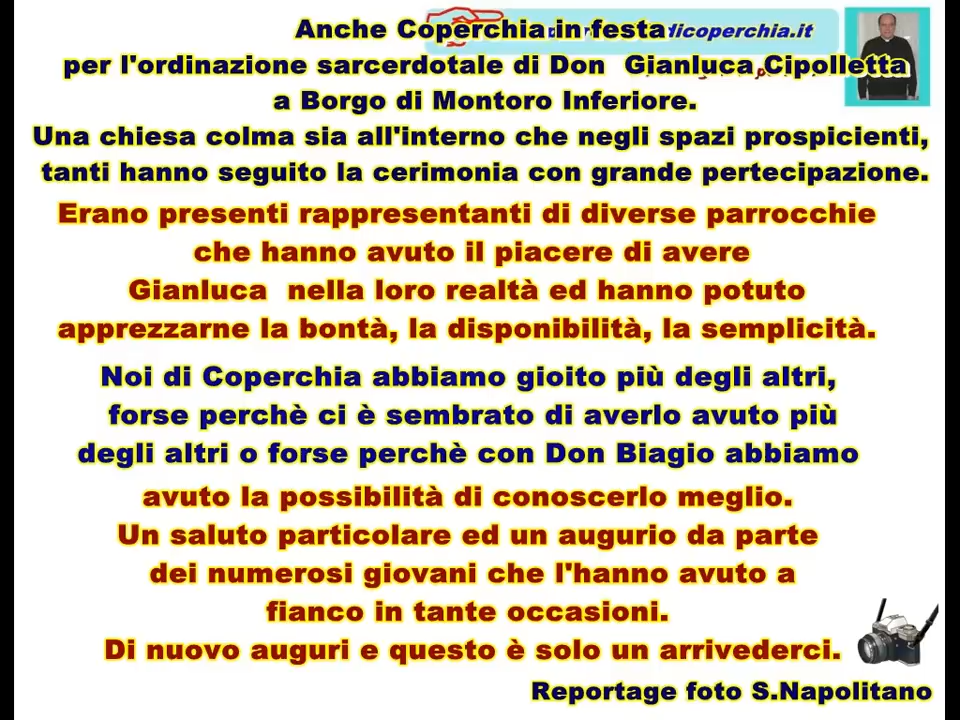 Anche Coperchia in festa
dicoperchia.it
per l'ordinazione sarcerdotale di Don Gianluca Cipolletta
a Borgo di Montoro Inferiore.
Una chiesa colma sia all'interno che negli spazi prospicienti,
tanti hanno seguito la cerimonia con grande pertecipazione.
Erano presenti rappresentanti di diverse parrocchie
che hanno avuto il piacere di avere
Gianluca nella loro realtà ed hanno potuto
apprezzarne la bontà, la disponibilità, la semplicità.
Noi di Coperchia abbiamo gioito più degli altri,
forse perchè ci è sembrato di averlo avuto più
degli altri o forse perchè con Don Biagio abbiamo
avuto la possibilità di conoscerlo meglio.
Un saluto particolare ed un augurio da parte
dei numerosi giovani che l'hanno avuto a
fianco in tante occasioni.
Di nuovo auguri e questo è solo un arrivederci.
Reportage foto S.Napolitano